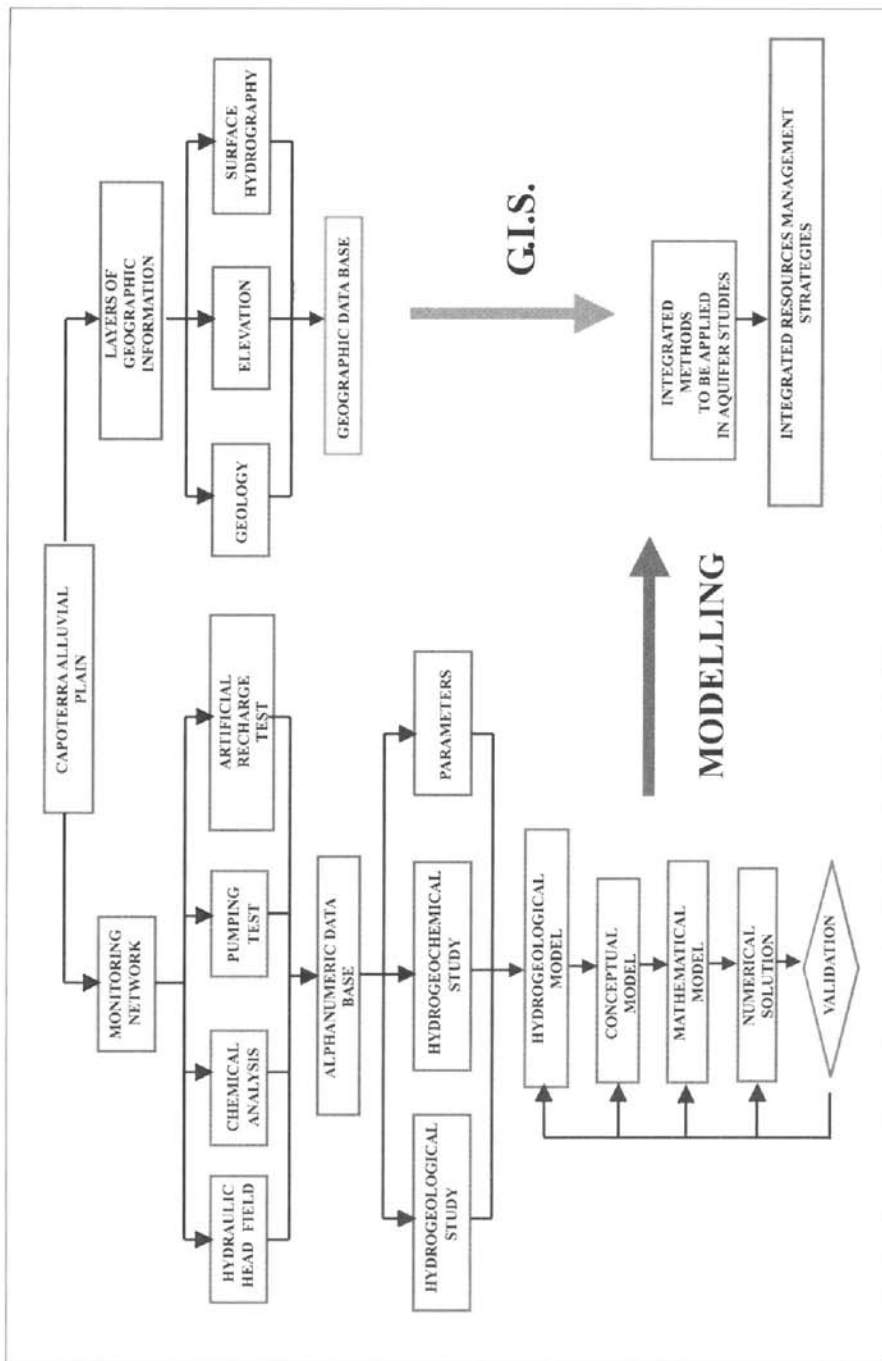 CAPOTERRA ALLUVIAL
PLAIN
MONITORING
NETWORK
LAYERS OF
GEOGRAPHIC
INFORMATION
HYDRAULIC
HEAD FIELD
CHEMICAL
ANALYSIS
PUMPING
TEST
ARTIFICIAL
RECHARGE
TEST
GEOLOGY
ELEVATION
SURFACE
HYDROGRAPHY
ALPHANUMERIC DATA
BASE
GEOGRAPHIC DATA BASE
HYDROGEOLOGICAL
STUDY
HYDROGEOCHEMICAL
STUDY
PARAMETERS
G.I.S.
HYDROGEOLOGICAL
MODEL
CONCEPTUAL
MODEL
MATHEMATICAL
MODEL
NUMERICAL
SOLUTION
VALIDATION
MODELLING
INTEGRATED
METHODS
TO BE APPLIED
IN AQUIFER STUDIES
INTEGRATED RESOURCES MANAGEMENT
STRATEGIES